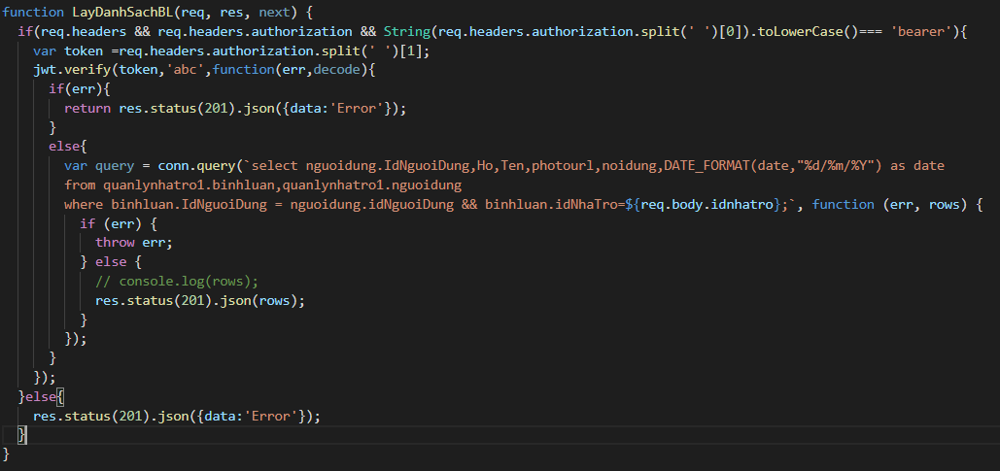 function LayDanhSachBL(req, res, next) {
if(req.headers && req.headers.authorization && String(req.headers.authorization.split(' ')[0]).toLowerCase()=== 'bearer'){
var token =req.headers.authorization.split(' ')[1];
jwt.verify(token,'abc',function(err,decode){
if(err){
return res.status(201).json({data:'Error'});
}
else{
var query = conn.query(`select nguoidung.IdNguoiDung,Ho,Ten,photourl,noidung,DATE_FORMAT(date,"%d/%m/%Y") as date
from quanlynhatro1.binhluan,quanlynhatro1.nguoidung
where binhluan.IdNguoiDung = nguoidung.idNguoiDung && binhluan.idNhaTro=${req.body.idnhatro};`, function (err, rows) {
if (err) {
throw err;
} else {
// console.log(rows);
res.status(201).json(rows);
}
});
}
});
}else{
res.status(201).json({data:'Error'});
}
}